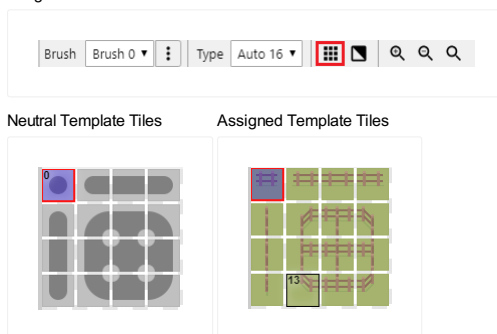 Brush Brush 0 Type Auto 16
Neutral Template Tiles Assigned Template Tiles
0
13